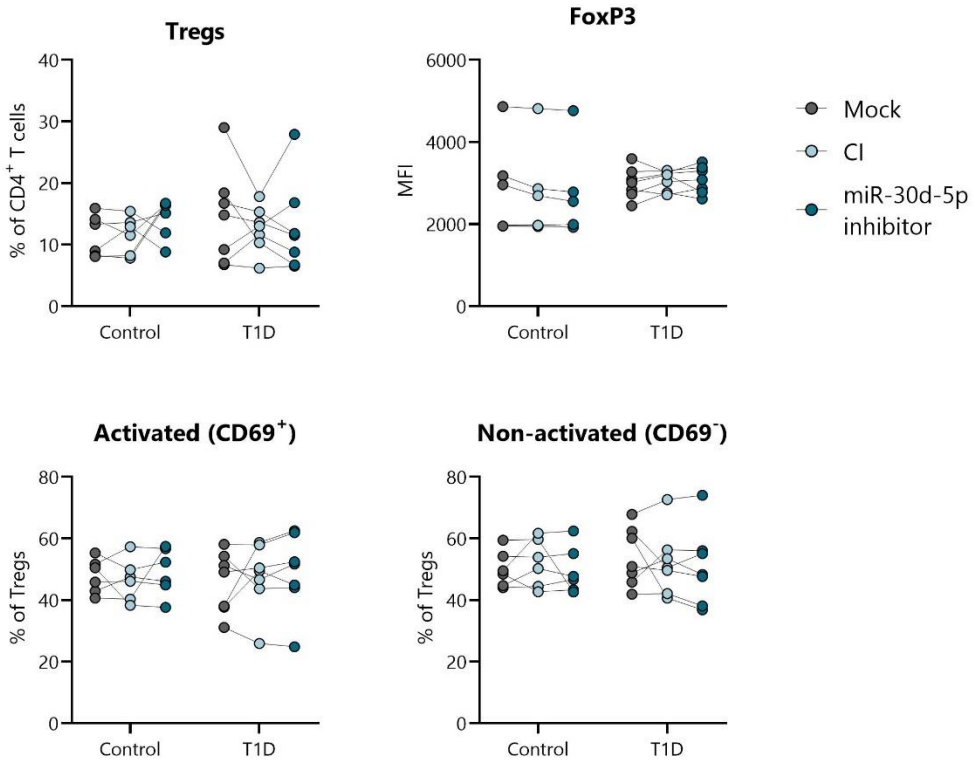 Tregs
% of CD4⁺ T cells
40
30
20
10
0
Control
T1D
FoxP3
MFI
6000
4000
2000
0
Control
T1D
Mock
CI
miR-30d-5p
inhibitor
Activated (CD69⁺)
% of Tregs
80
60
40
20
0
Control
T1D
Non-activated (CD69⁻)
% of Tregs
80
60
40
20
0
Control
T1D